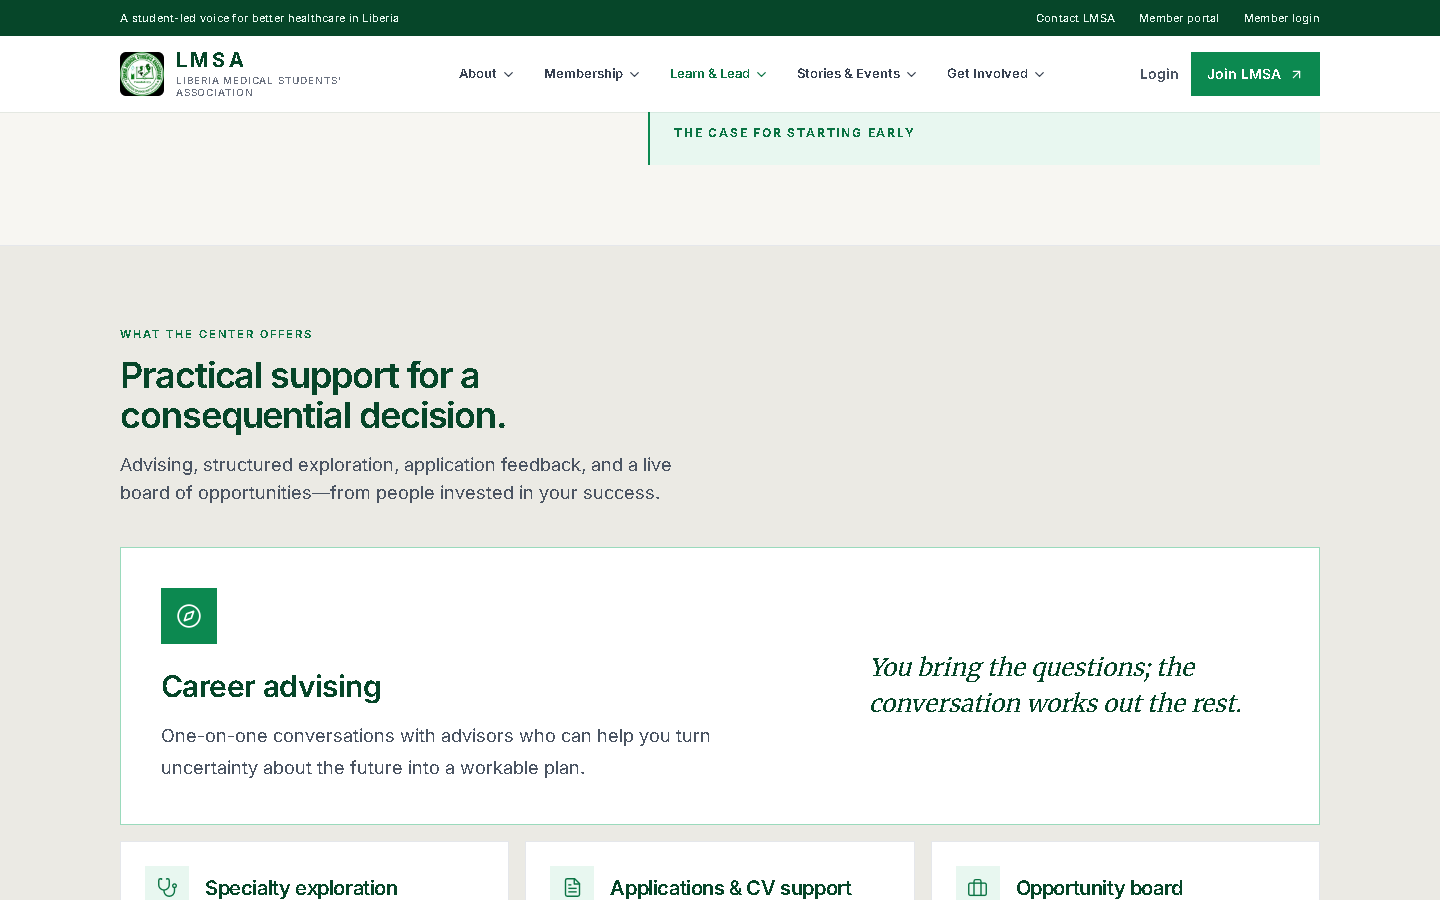 A student-led voice for better healthcare in Liberia
Contact LMSA
Member portal
Member login
LMSA
LIBERIA MEDICAL STUDENTS'
ASSOCIATION
About
Membership
Learn & Lead
Stories & Events
Get Involved
Login
Join LMSA
THE CASE FOR STARTING EARLY
WHAT THE CENTER OFFERS
Practical support for a
consequential decision.
Advising, structured exploration, application feedback, and a live
board of opportunities—from people invested in your success.
Career advising
One-on-one conversations with advisors who can help you turn
uncertainty about the future into a workable plan.
You bring the questions; the
conversation works out the rest.
Specialty exploration
Applications & CV support
Opportunity board